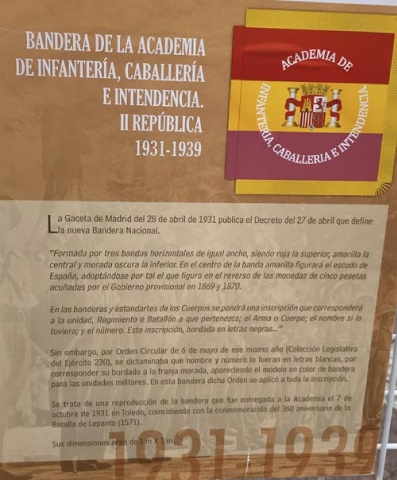 BANDERA DE LA ACADEMIA
DE INFANTERÍA, CABALLERÍA
E INTENDENCIA.
II REPÚBLICA
1931-1939
ACADEMIA DE
INFANTERIA, CABALLERIA E INTENDENCIA
La Gaceta de Madrid del 28 de abril de 1931 publica el Decreto del 27 de abril que define
la nueva Bandera Nacional.
"Formada por tres bandas horizontales de igual ancho, siendo roja la superior, amarilla la
central y morada oscura la inferior. En el centro de la banda amarilla figurará el escudo de
España, adoptándose por tal el que figura en el reverso de las monedas de cinco pesetas
acuñadas por el Gobierno provisional en 1869 y 1870.
En las banderas y estandartes de los Cuerpos se pondrá una inscripción que corresponderá
a la unidad, Regimiento o Batallón a que pertenezca; el Arma o Cuerpo; el nombre si lo
tuviera; y el número. Esta inscripción, bordada en letras negras..."
Sin embargo, por Orden Circular de 6 de mayo de ese mismo año (Colección Legislativa
del Ejército 230), se dictaminaba que nombre y número lo fueran en letras blancas, por
corresponder su bordado a la franja morada, apareciendo el modelo en color de bandera
para las unidades militares. En esta bandera dicha Orden se aplicó a toda la inscripción.
Se trata de una reproducción de la bandera que fue entregada a la Academia el 7 de
octubre de 1931 en Toledo, coincidiendo con la conmemoración del 360 aniversario de la
Batalla de Lepanto (1571).
Sus dimensiones eran de 1 m x 1 m.
1931-1939